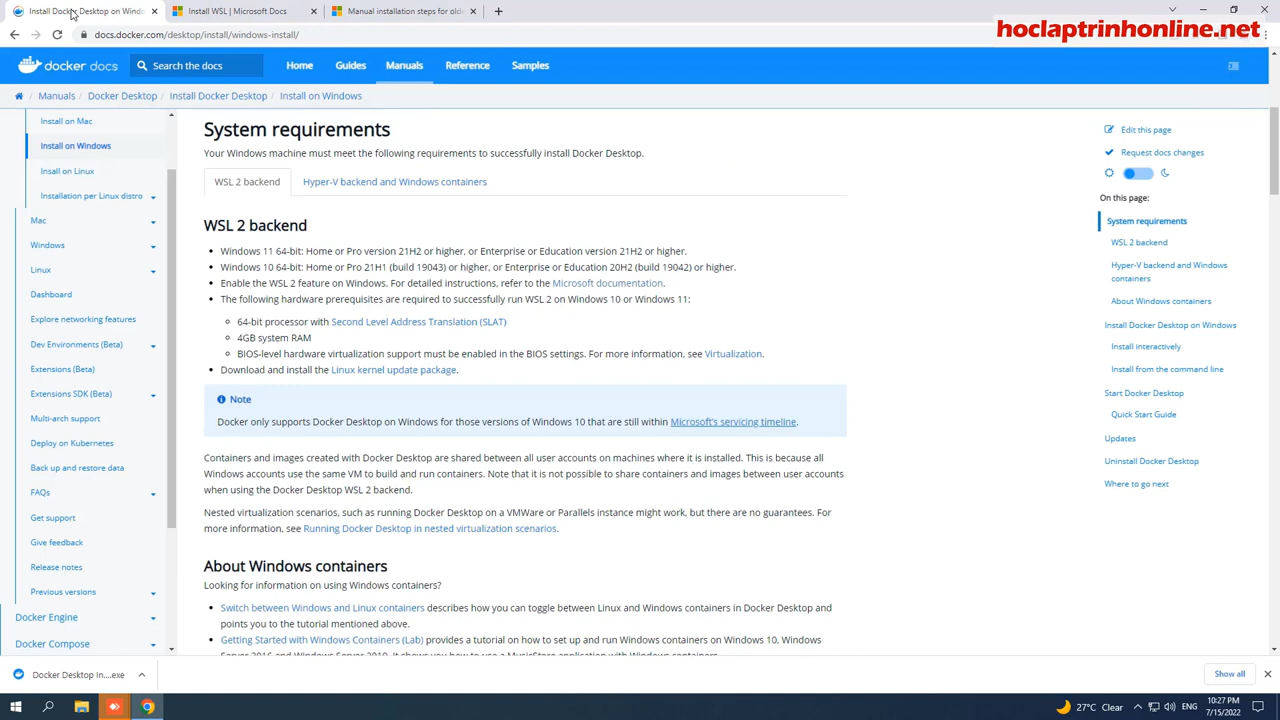 Install Docker Desktop on Windo
Install WSL | Microsoft Docs
Manual installation steps for olde
docs.docker.com/desktop/install/windows-install/
hoclaptrinhonline.net
docker docs
Search the docs
Home
Guides
Manuals
Reference
Samples
Manuals / Docker Desktop / Install Docker Desktop / Install on Windows
Install on Mac
Install on Windows
Insall on Linux
Installation per Linux distro
Mac
Windows
Linux
Dashboard
Explore networking features
Dev Environments (Beta)
Extensions (Beta)
Extensions SDK (Beta)
Multi-arch support
Deploy on Kubernetes
Back up and restore data
FAQs
Get support
Give feedback
Release notes
Previous versions
Docker Engine
Docker Compose
System requirements
Your Windows machine must meet the following requirements to successfully install Docker Desktop.
WSL 2 backend
Hyper-V backend and Windows containers
WSL 2 backend
Windows 11 64-bit: Home or Pro version 21H2 or higher, or Enterprise or Education version 21H2 or higher.
Windows 10 64-bit: Home or Pro 21H1 (build 19043) or higher, or Enterprise or Education 20H2 (build 19042) or higher.
Enable the WSL 2 feature on Windows. For detailed instructions, refer to the Microsoft documentation.
The following hardware prerequisites are required to successfully run WSL 2 on Windows 10 or Windows 11:
64-bit processor with Second Level Address Translation (SLAT)
4GB system RAM
BIOS-level hardware virtualization support must be enabled in the BIOS settings. For more information, see Virtualization.
Download and install the Linux kernel update package.
Note
Docker only supports Docker Desktop on Windows for those versions of Windows 10 that are still within Microsoft's servicing timeline.
Containers and images created with Docker Desktop are shared between all user accounts on machines where it is installed. This is because all
Windows accounts use the same VM to build and run containers. Note that it is not possible to share containers and images between user accounts
when using the Docker Desktop WSL 2 backend.
Nested virtualization scenarios, such as running Docker Desktop on a VMWare or Parallels instance might work, but there are no guarantees. For
more information, see Running Docker Desktop in nested virtualization scenarios.
About Windows containers
Looking for information on using Windows containers?
Switch between Windows and Linux containers describes how you can toggle between Linux and Windows containers in Docker Desktop and
points you to the tutorial mentioned above.
Getting Started with Windows Containers (Lab) provides a tutorial on how to set up and run Windows containers on Windows 10, Windows
Server 2016 and Windows Server 2019. It shows you how to use a MusicStore application with Windows containers.
Edit this page
Request docs changes
On this page:
System requirements
WSL 2 backend
Hyper-V backend and Windows
containers
About Windows containers
Install Docker Desktop on Windows
Install interactively
Install from the command line
Start Docker Desktop
Quick Start Guide
Updates
Uninstall Docker Desktop
Where to go next
Docker Desktop In....exe
Show all
27°C Clear
ENG
10:27 PM
7/15/2022